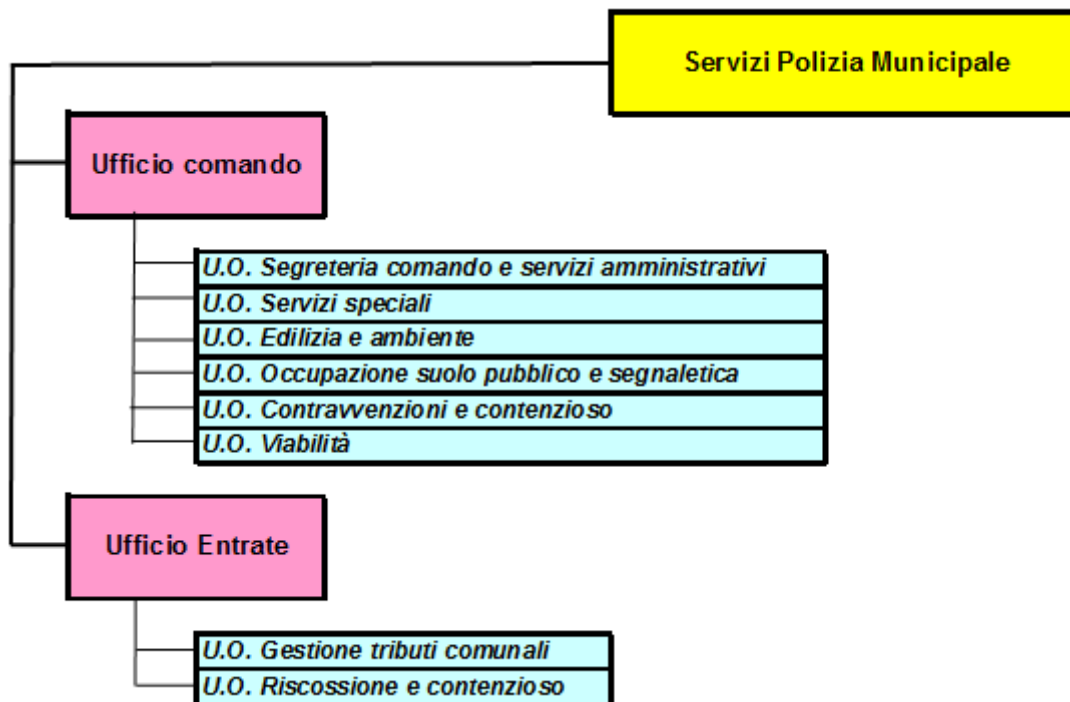 Servizi Polizia Municipale
Ufficio comando
U.O. Segreteria comando e servizi amministrativi
U.O. Servizi speciali
U.O. Edilizia e ambiente
U.O. Occupazione suolo pubblico e segnaletica
U.O. Contravvenzioni e contenzioso
U.O. Viabilità
Ufficio Entrate
U.O. Gestione tributi comunali
U.O. Riscossione e contenzioso